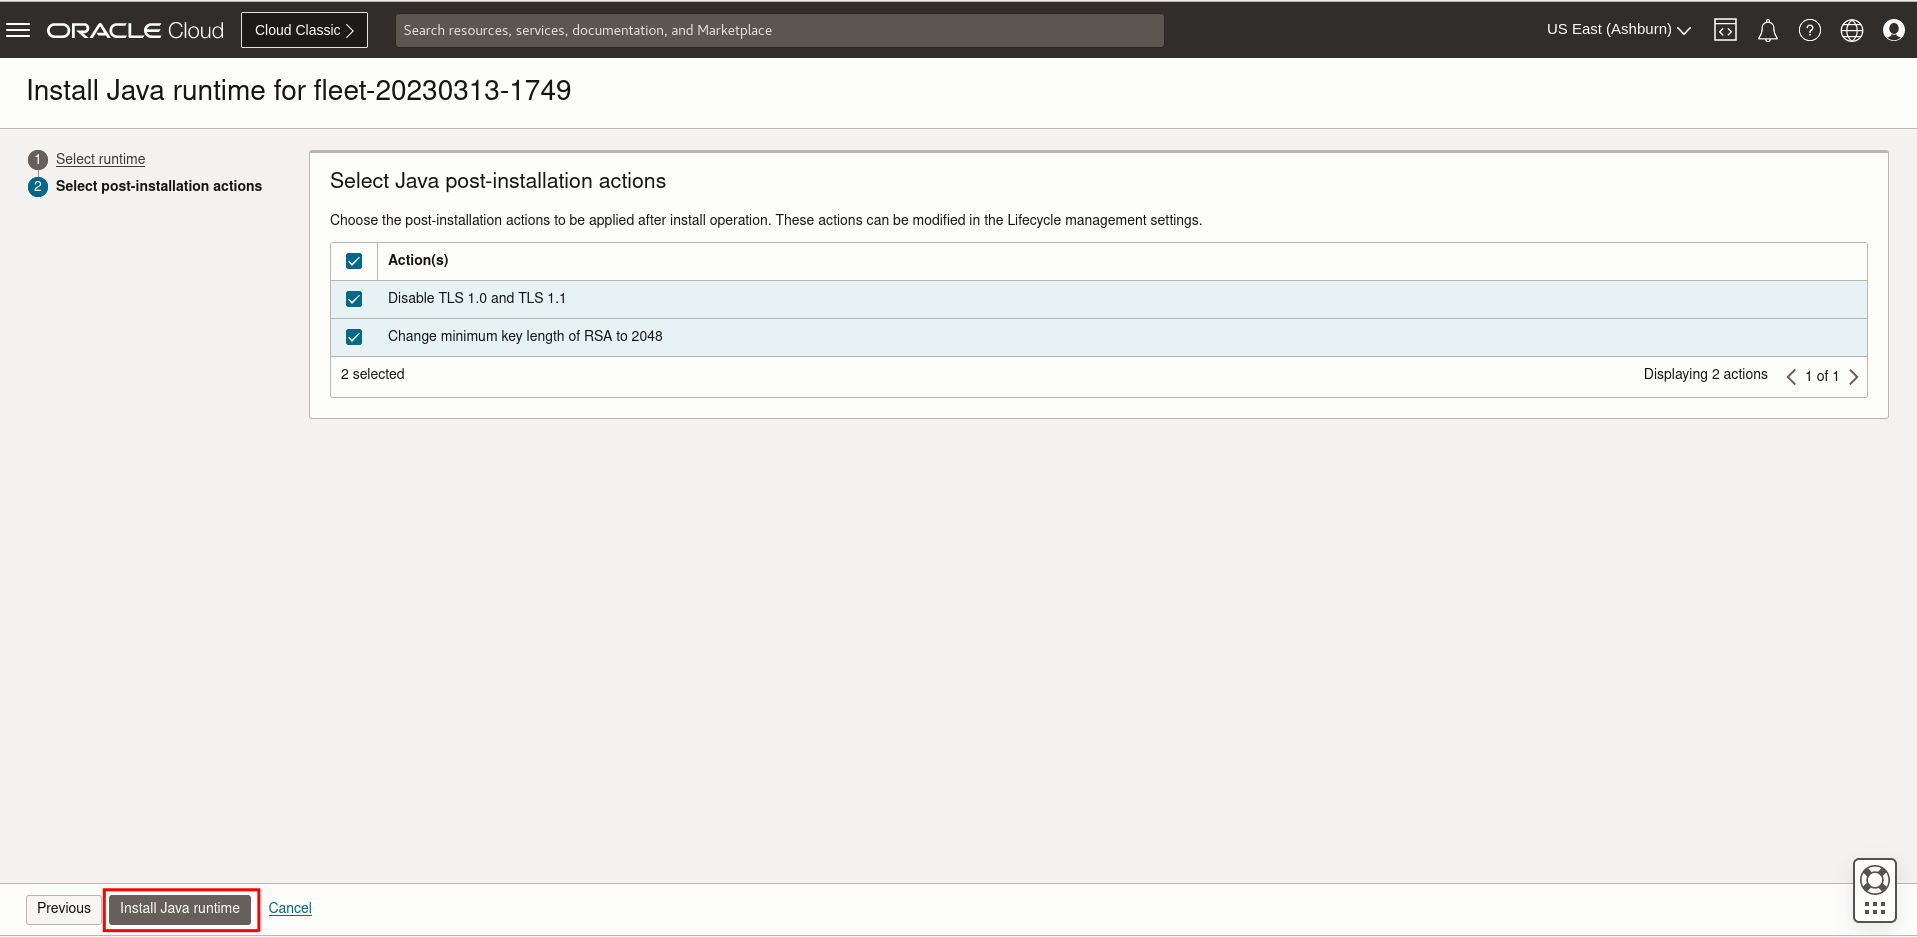 ORACLE Cloud
Cloud Classic
Search resources, services, documentation, and Marketplace
US East (Ashburn)
Install Java runtime for fleet-20230313-1749
1 Select runtime
2 Select post-installation actions
Select Java post-installation actions
Choose the post-installation actions to be applied after install operation. These actions can be modified in the Lifecycle management settings.
Action(s)
Disable TLS 1.0 and TLS 1.1
Change minimum key length of RSA to 2048
2 selected
Displaying 2 actions
1 of 1
Previous
Install Java runtime
Cancel